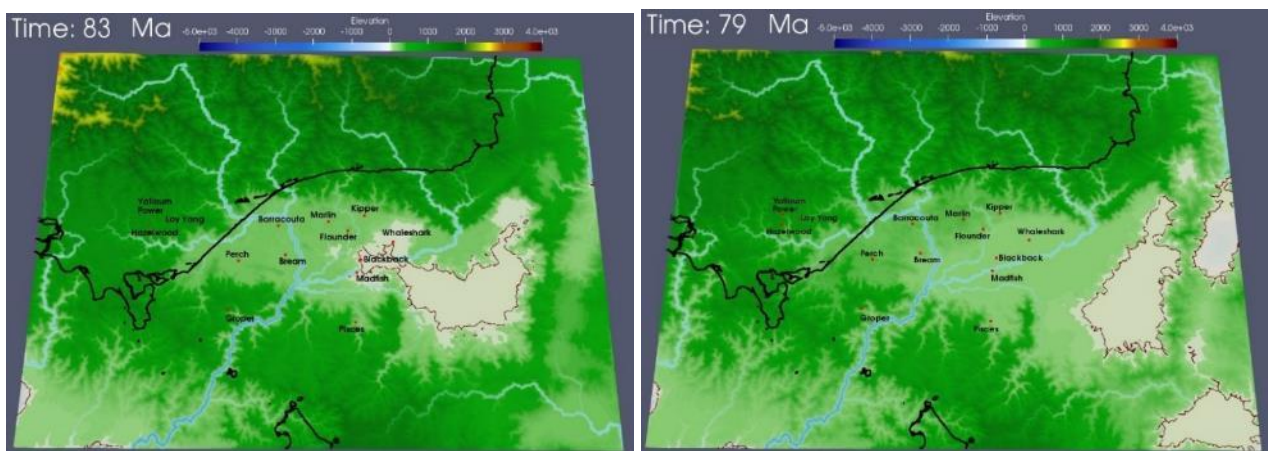 Time: 83 Ma
Elevation
-5.0e+03 -4000 -3000 -2000 -1000 0 1000 2000 3000 4.0e+03
Yallourn
Power
Loy Yang
Hazelwood
Barracouta
Marlin
Kipper
Flounder
Whaleshark
Perch
Bream
Blackback
Madfish
Groper
Pisces
Time: 79 Ma
Elevation
-5.0e+03 -4000 -3000 -2000 -1000 0 1000 2000 3000 4.0e+03
Yallourn
Power
Loy Yang
Hazelwood
Barracouta
Marlin
Kipper
Flounder
Whaleshark
Perch
Bream
Blackback
Madfish
Groper
Pisces